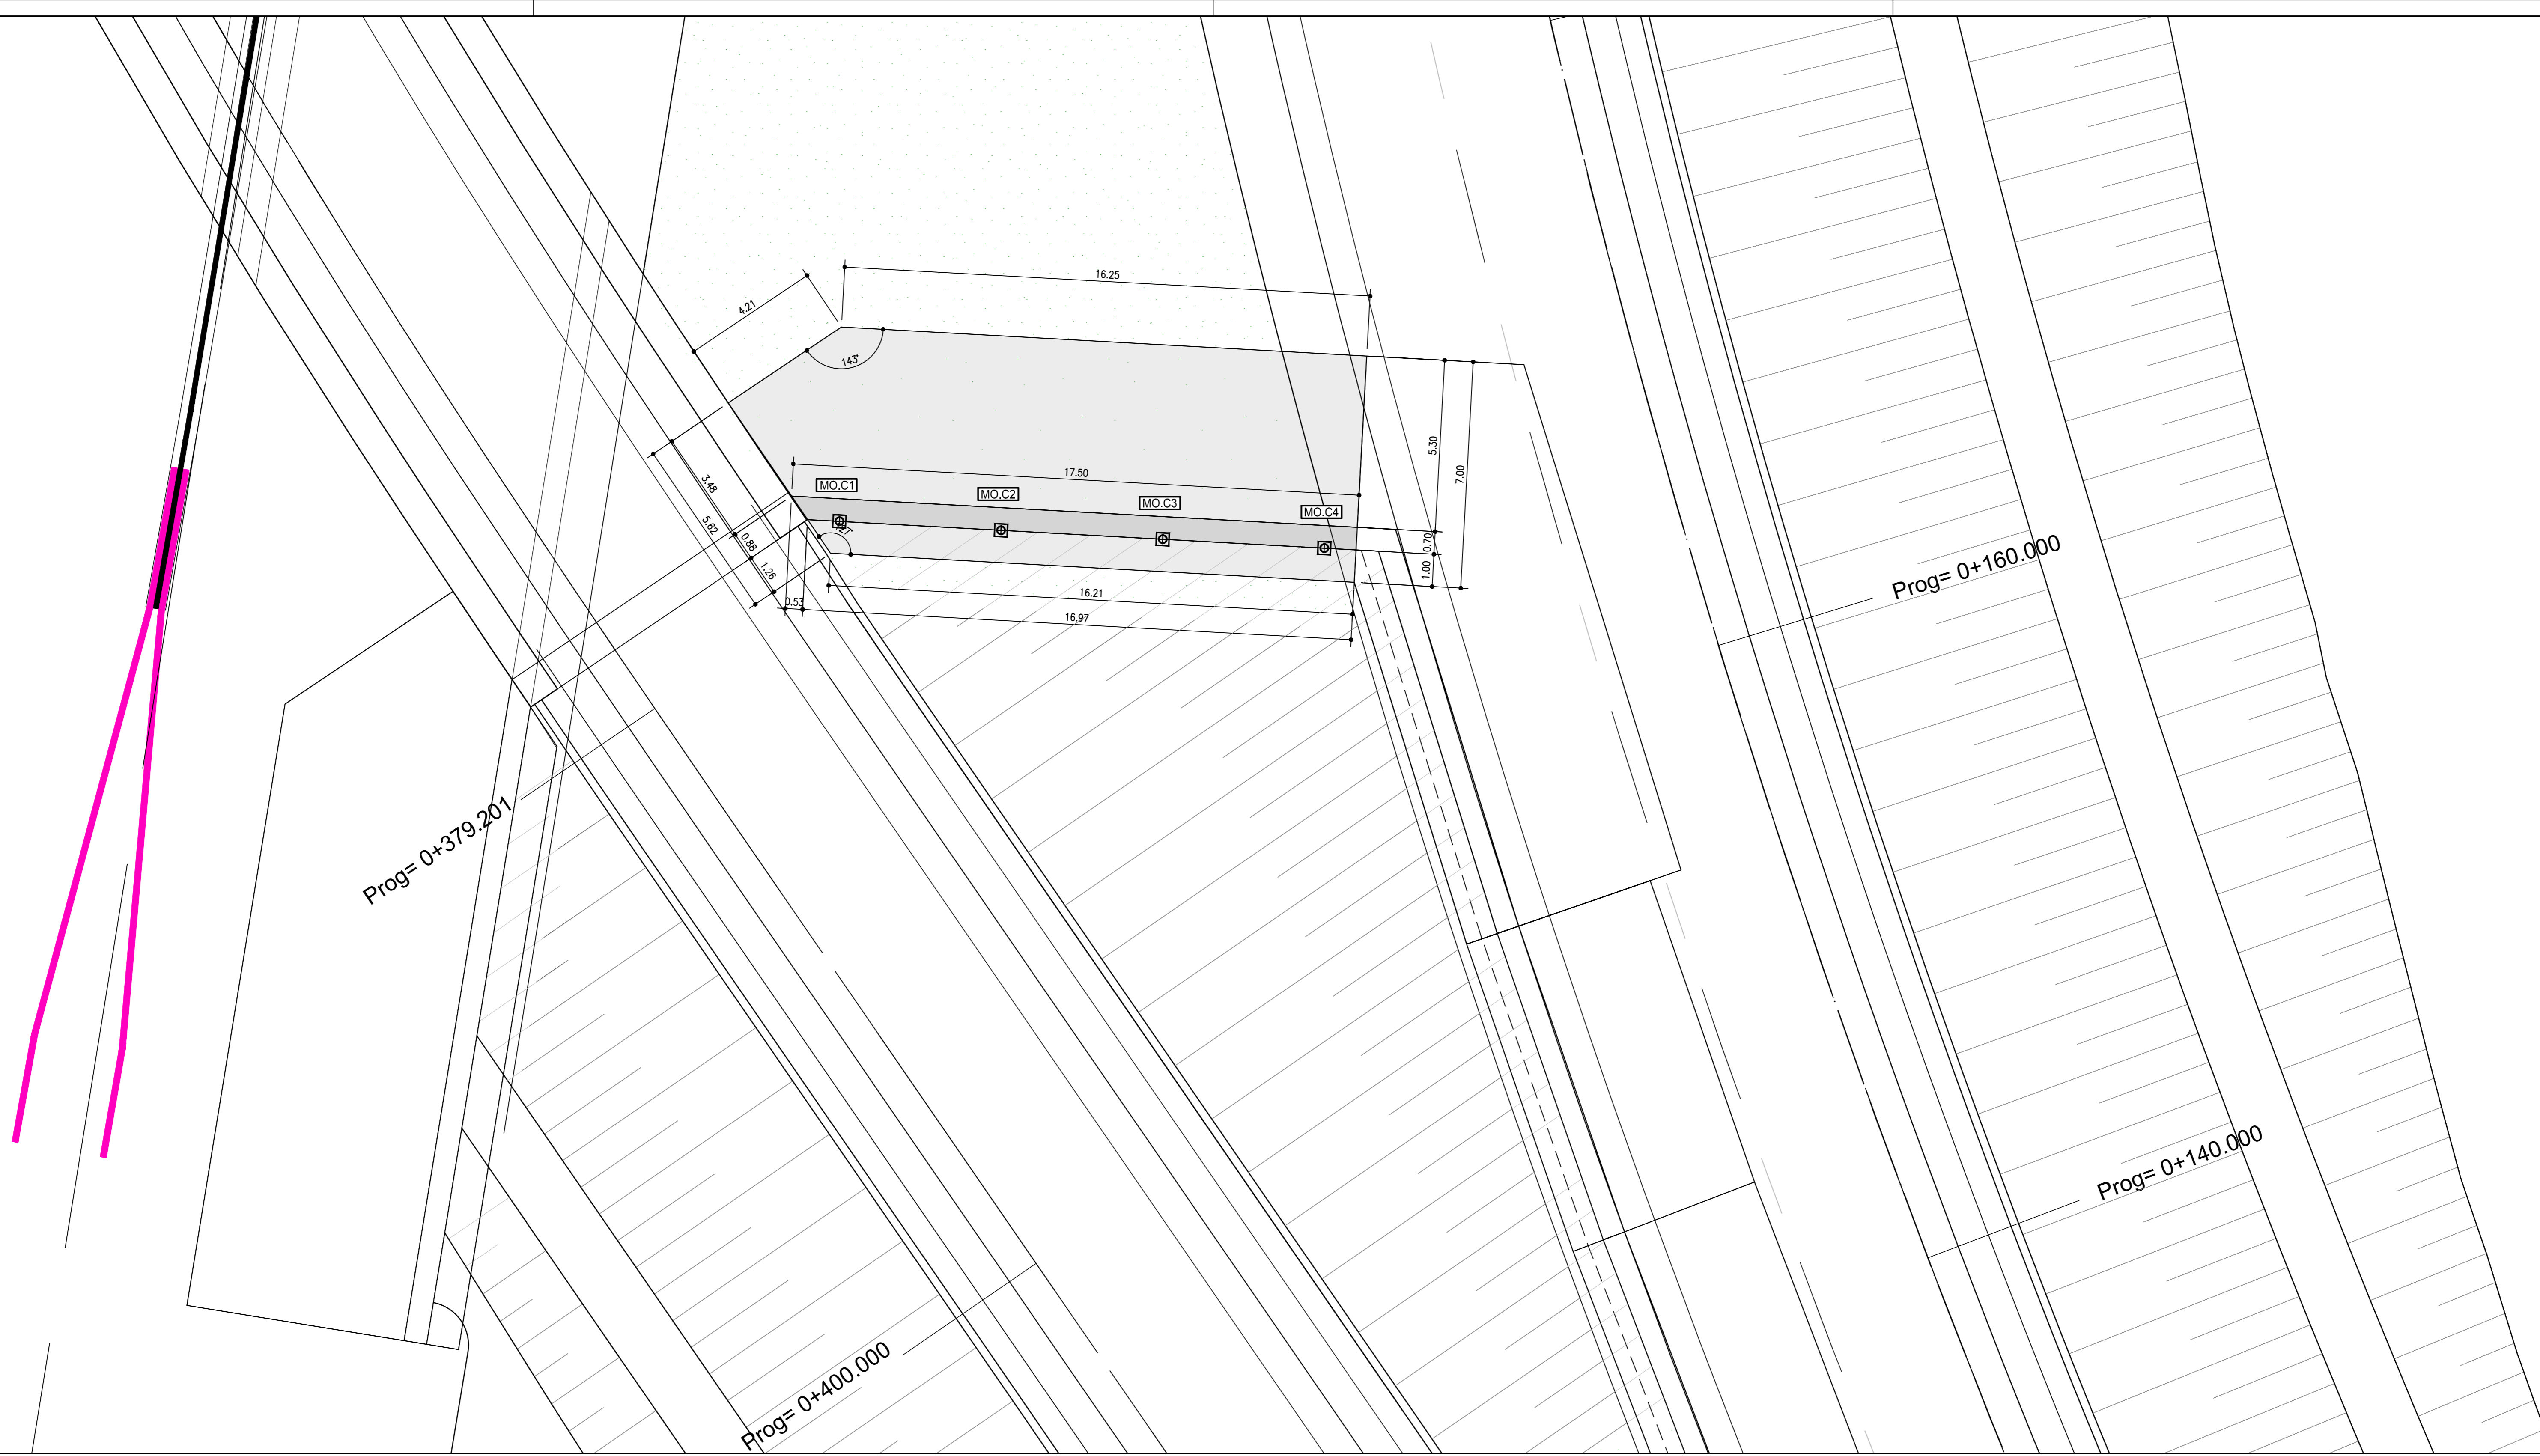 16.25
4.21
143°
5.30
7.00
17.50
3.48
MO.C1
MO.C2
MO.C3
MO.C4
5.62
0.88
0.70
1.26
1.00
0.53
16.21
16.97
Prog= 0+160.000
Prog= 0+379.201
Prog= 0+140.000
Prog= 0+400.000